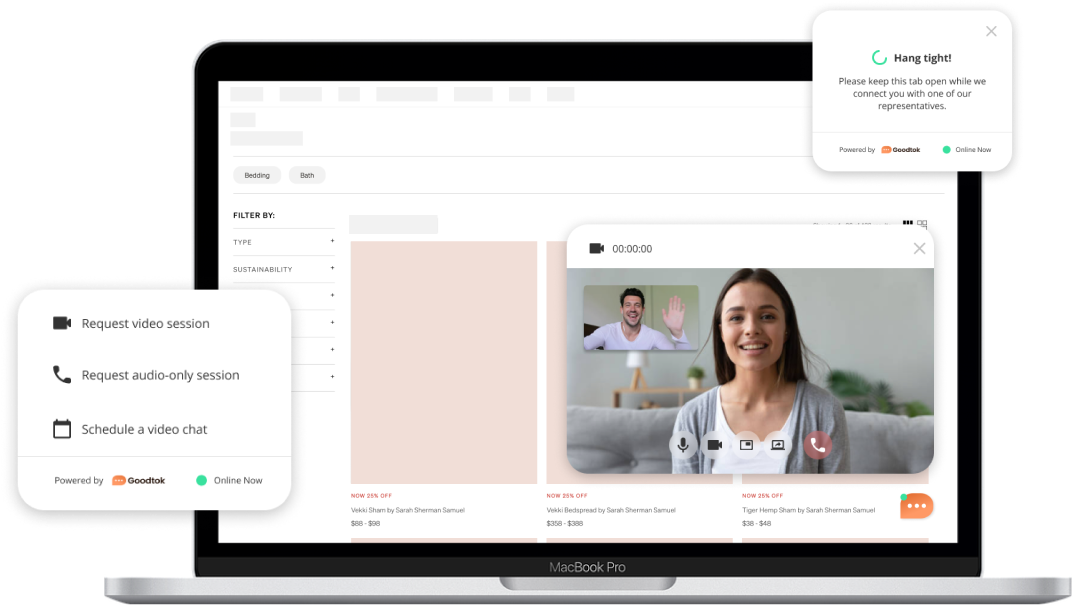 Hang tight!
Please keep this tab open while we
connect you with one of our
representatives.
Powered by Goodtok Online Now
Bedding Bath
FILTER BY:
TYPE +
SUSTAINABILITY +
+
+
+
+
00:00:00
Request video session
Request audio-only session
Schedule a video chat
Powered by Goodtok Online Now
NOW 25% OFF
Vekki Sham by Sarah Sherman Samuel
$88 - $98
NOW 25% OFF
Vekki Bedspread by Sarah Sherman Samuel
$358 - $388
NOW 25% OFF
Tiger Hemp Sham by Sarah Sherman Samuel
$38 - $48
MacBook Pro